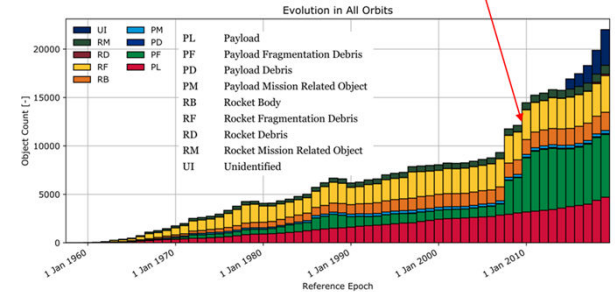 Evolution in All Orbits
Object Count [-]
20000
15000
10000
5000
0
UI
RM
RD
RF
RB
PM
PD
PF
PL
PL Payload
PF Payload Fragmentation Debris
PD Payload Debris
PM Payload Mission Related Object
RB Rocket Body
RF Rocket Fragmentation Debris
RD Rocket Debris
RM Rocket Mission Related Object
UI Unidentified
1 Jan 1960
1 Jan 1970
1 Jan 1980
1 Jan 1990
1 Jan 2000
1 Jan 2010
Reference Epoch